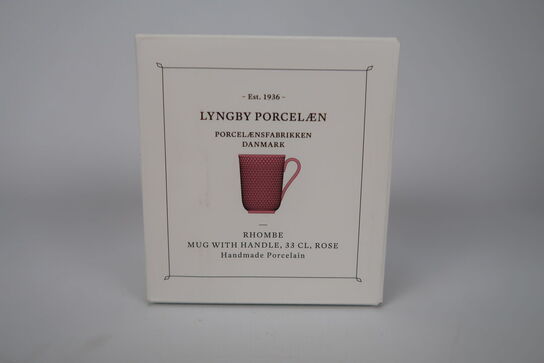 - Est. 1936 -
LYNGBY PORCELÆN
PORCELÆNSFABRIKKEN
DANMARK
RHOMBE
MUG WITH HANDLE, 33 CL, ROSE
Handmade Porcelain